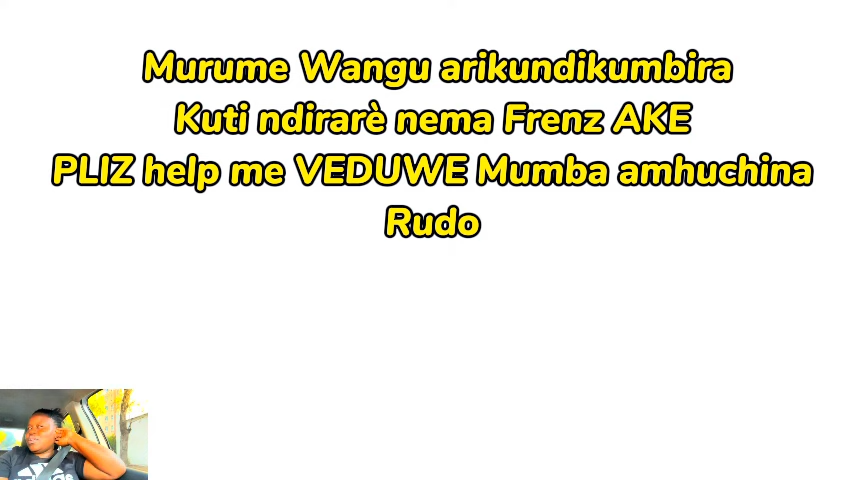 Murume Wangu arikundikumbira
Kuti ndirarè nema Frenz AKE
PLIZ help me VEDUWE Mumba amhuchina
Rudo